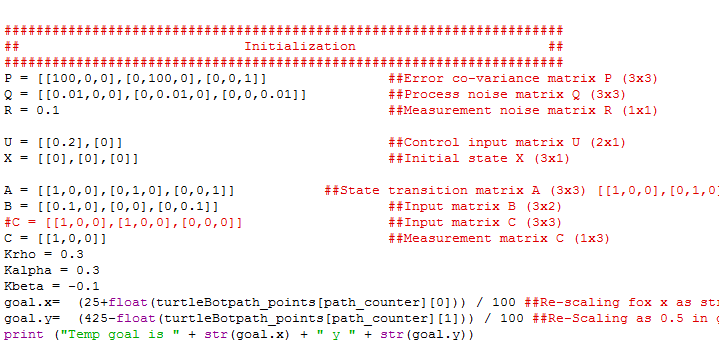 ######################################################################
##                            Initialization                        ##
######################################################################
P = [[100,0,0],[0,100,0],[0,0,1]]               ##Error co-variance matrix P (3x3)
Q = [[0.01,0,0],[0,0.01,0],[0,0,0.01]]          ##Process noise matrix Q (3x3)
R = 0.1                                         ##Measurement noise matrix R (1x1)
U = [[0.2],[0]]                                 ##Control input matrix U (2x1)
X = [[0],[0],[0]]                               ##Initial state X (3x1)
A = [[1,0,0],[0,1,0],[0,0,1]]           ##State transition matrix A (3x3) [[1,0,0],[0,1,0]
B = [[0.1,0],[0,0],[0,0.1]]                     ##Input matrix B (3x2)
#C = [[1,0,0],[1,0,0],[0,0,0]]                  ##Input matrix C (3x3)
C = [[1,0,0]]                                   ##Measurement matrix C (1x3)
Krho = 0.3
Kalpha = 0.3
Kbeta = -0.1
goal.x=  (25+float(turtleBotpath_points[path_counter][0])) / 100 ##Re-scaling fox x as str
goal.y=  (425-float(turtleBotpath_points[path_counter][1])) / 100 ##Re-Scaling as 0.5 in g
print ("Temp goal is " + str(goal.x) + " y " + str(goal.y))